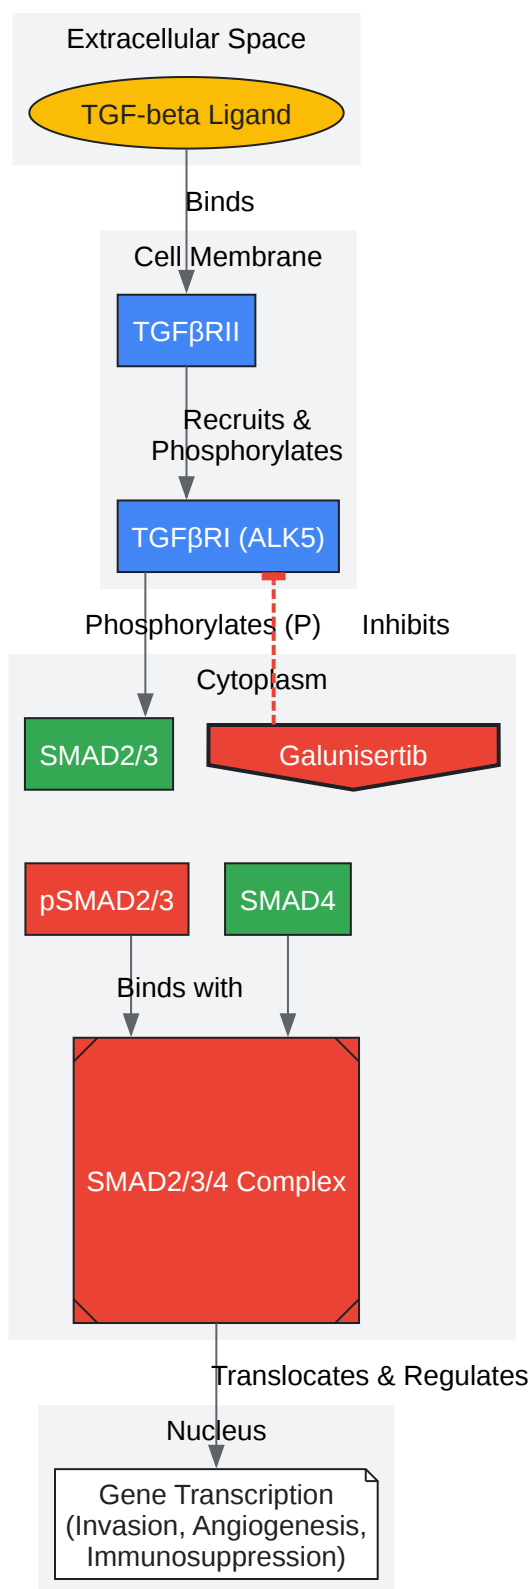 Extracellular Space
TGF-beta Ligand
Binds
Cell Membrane
TGFβRII
Recruits &
Phosphorylates
TGFβRI (ALK5)
Phosphorylates (P)
Inhibits
Cytoplasm
SMAD2/3
Galunisertib
pSMAD2/3
SMAD4
Binds with
SMAD2/3/4 Complex
Translocates & Regulates
Nucleus
Gene Transcription
(Invasion, Angiogenesis,
Immunosuppression)